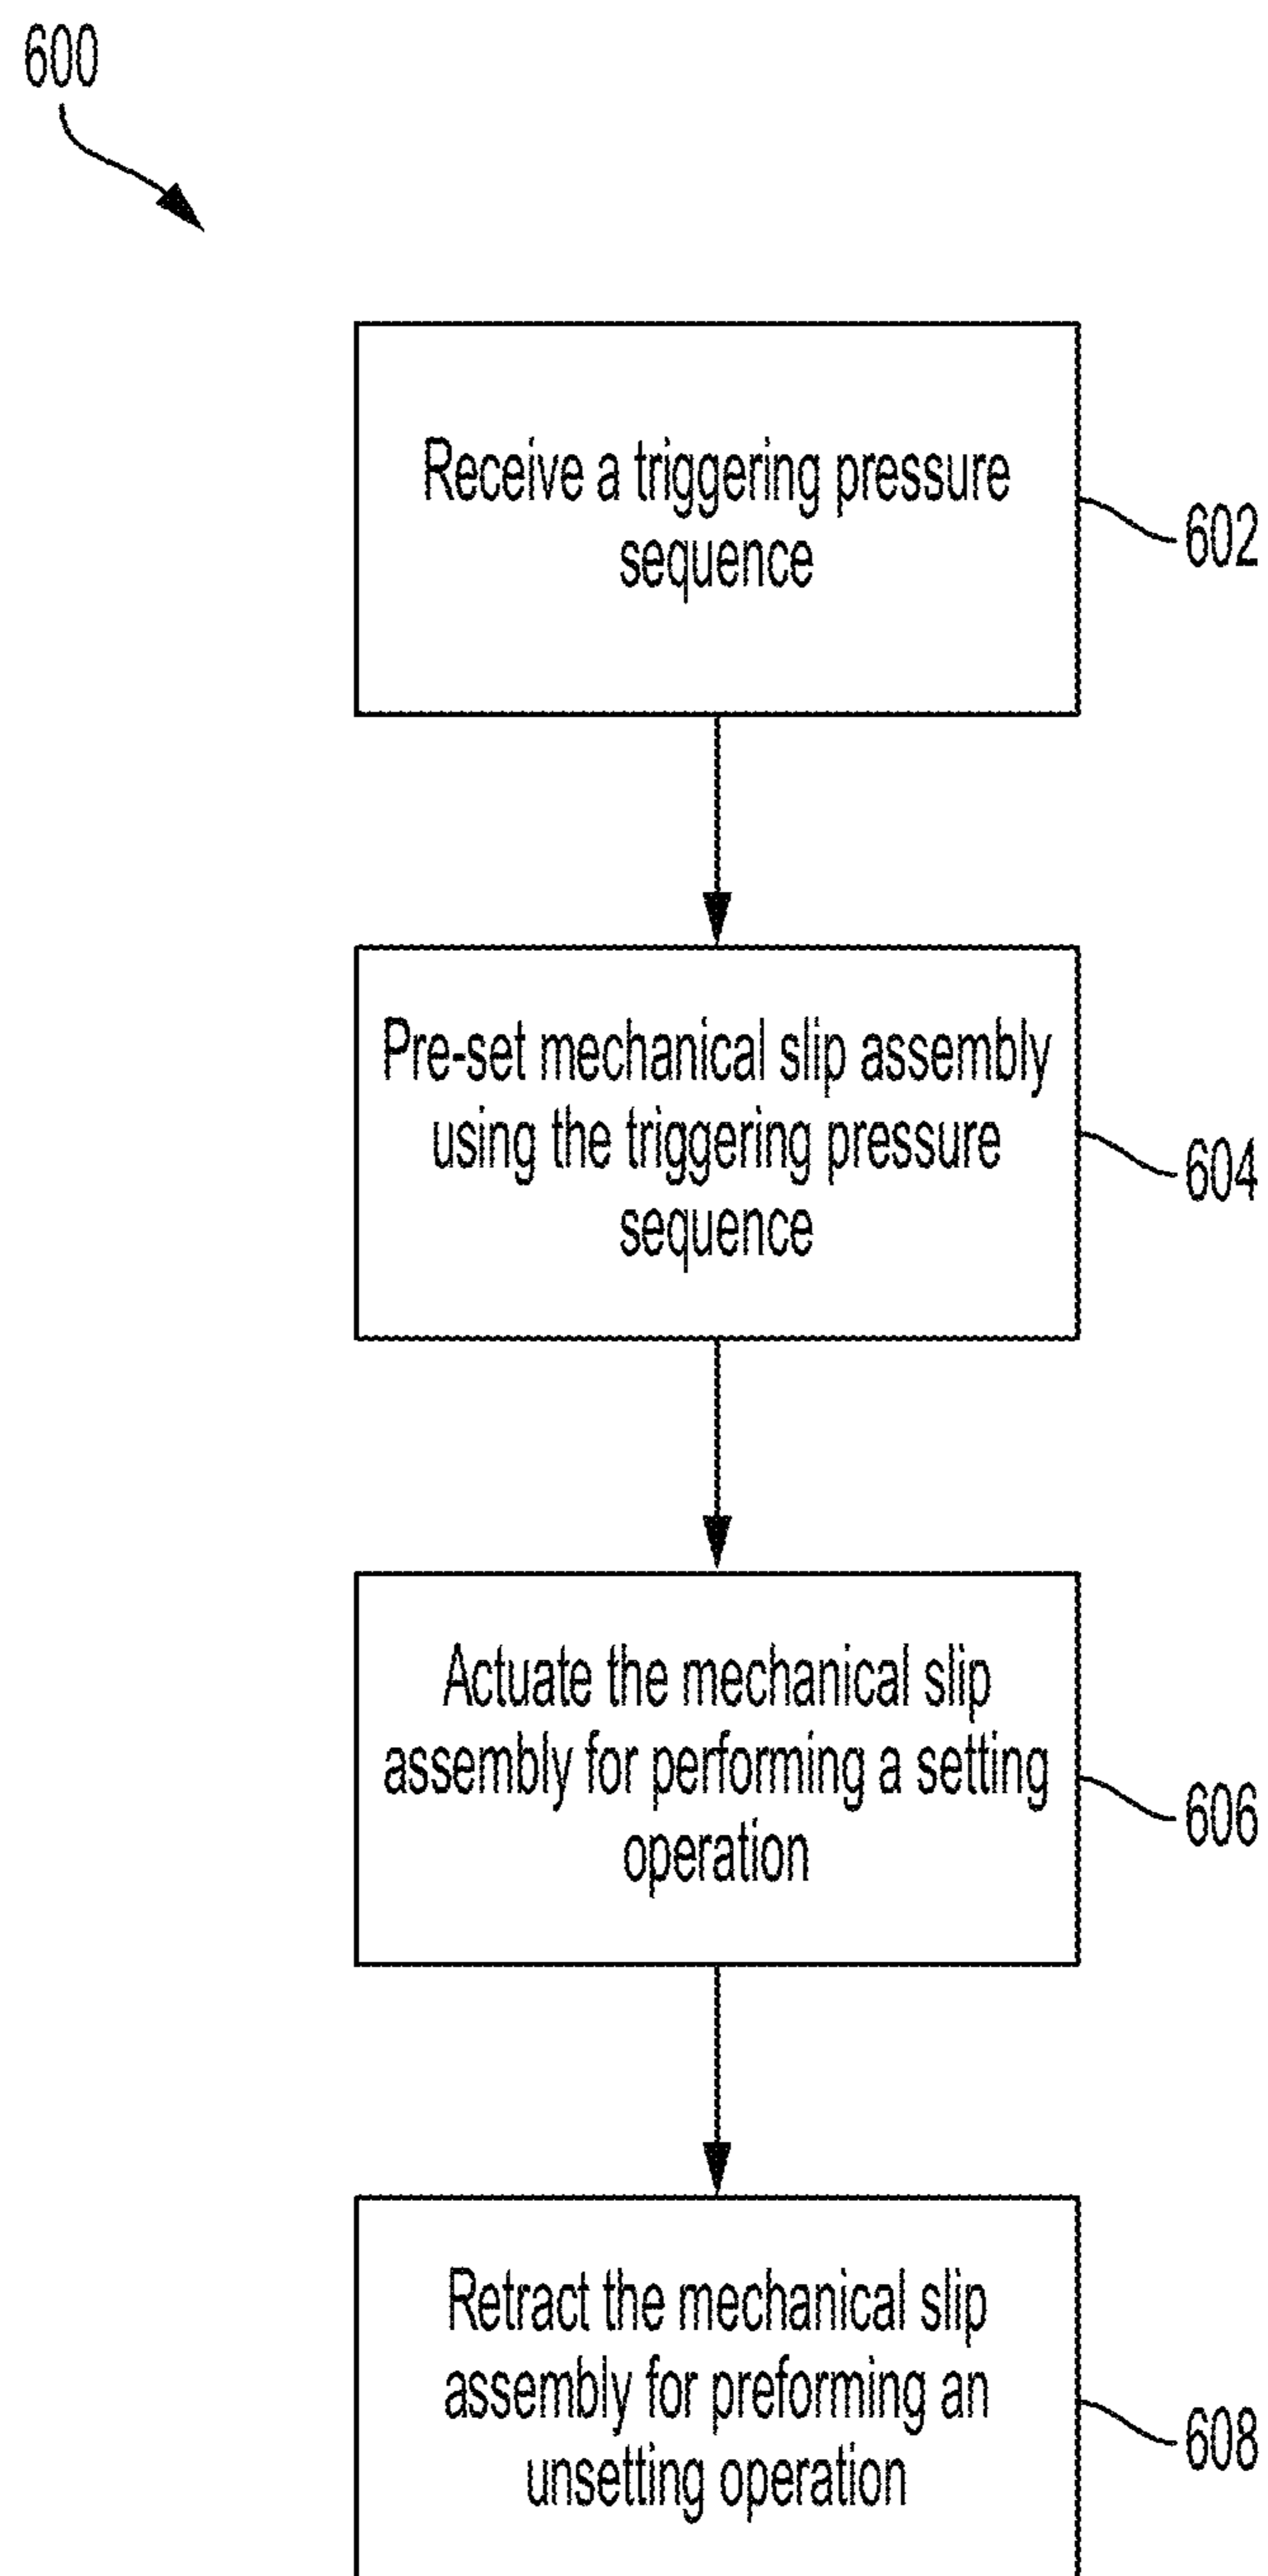 600
Receive a triggering pressure
sequence
602
Pre-set mechanical slip assembly
using the triggering pressure
sequence
604
Actuate the mechanical slip
assembly for performing a setting
operation
606
Retract the mechanical slip
assembly for preforming an
unsetting operation
608